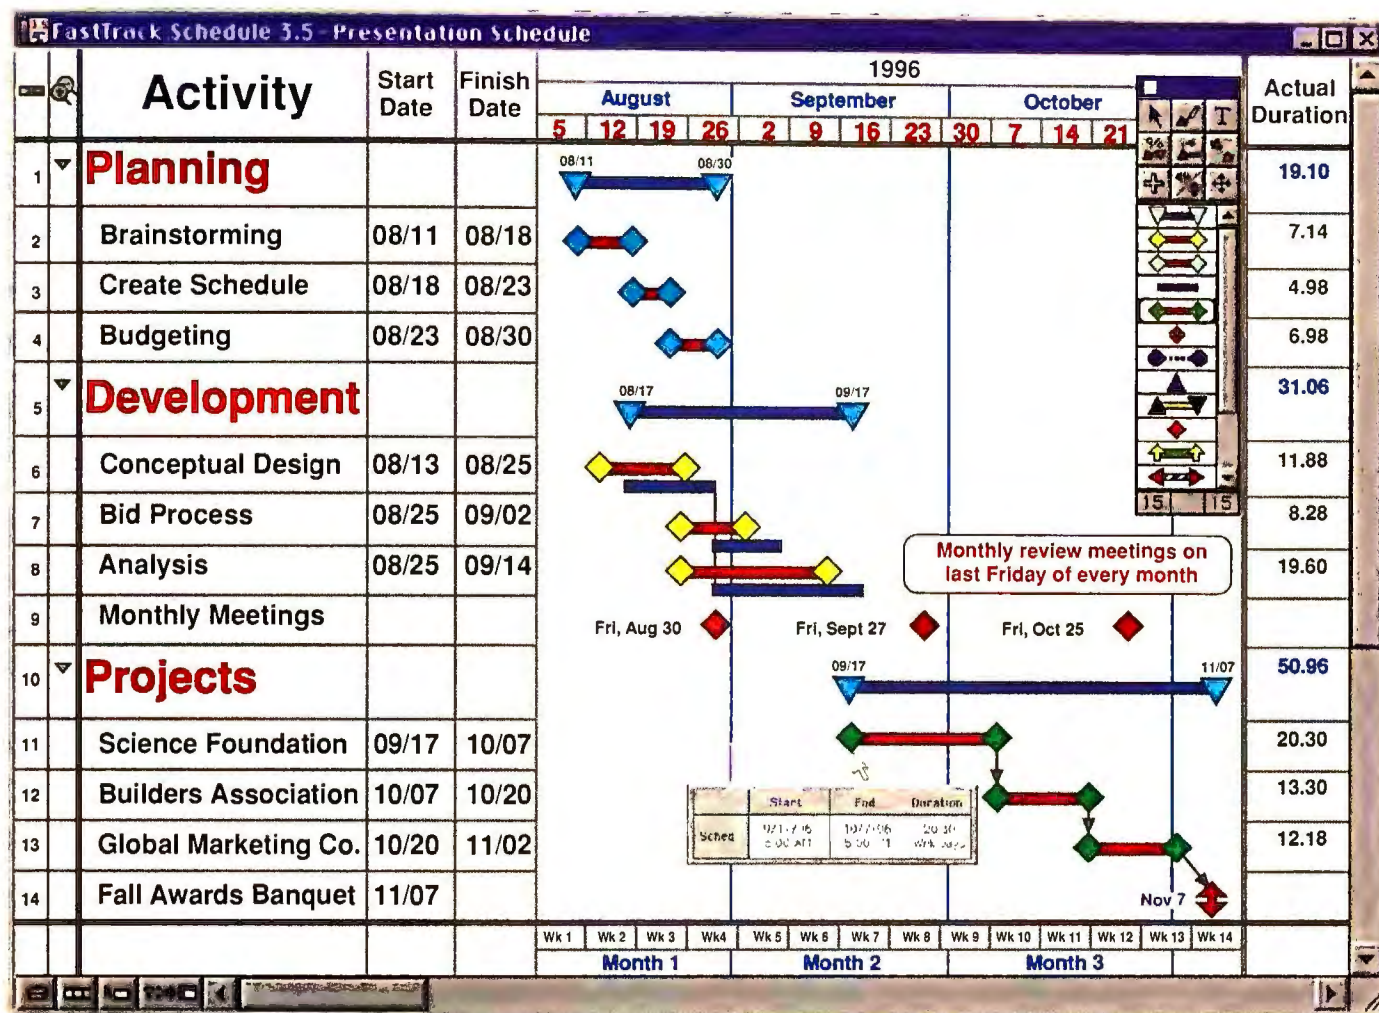 FastTrack Schedule 3.5 - Presentation Schedule
Activity Start Date Finish Date 1996 Actual Duration
August September October
5 12 19 26 2 9 16 23 30 7 14 21
1 Planning 08/11 08/30 19.10
2 Brainstorming 08/11 08/18 7.14
3 Create Schedule 08/18 08/23 4.98
4 Budgeting 08/23 08/30 6.98
5 Development 08/17 09/17 31.06
6 Conceptual Design 08/13 08/25 11.88
15 15
7 Bid Process 08/25 09/02 8.28
Monthly review meetings on
last Friday of every month
8 Analysis 08/25 09/14 19.60
9 Monthly Meetings Fri, Aug 30 Fri, Sept 27 Fri, Oct 25
10 Projects 09/17 11/07 50.96
11 Science Foundation 09/17 10/07 20.30
12 Builders Association 10/07 10/20 13.30
Start End Duration
Sched
13 Global Marketing Co. 10/20 11/02 12.18
14 Fall Awards Banquet 11/07 Nov 7
Wk 1 Wk 2 Wk 3 Wk4 Wk 5 Wk 6 Wk 7 Wk 8 Wk 9 Wk 10 Wk 11 Wk 12 Wk 13 Wk 14
Month 1 Month 2 Month 3